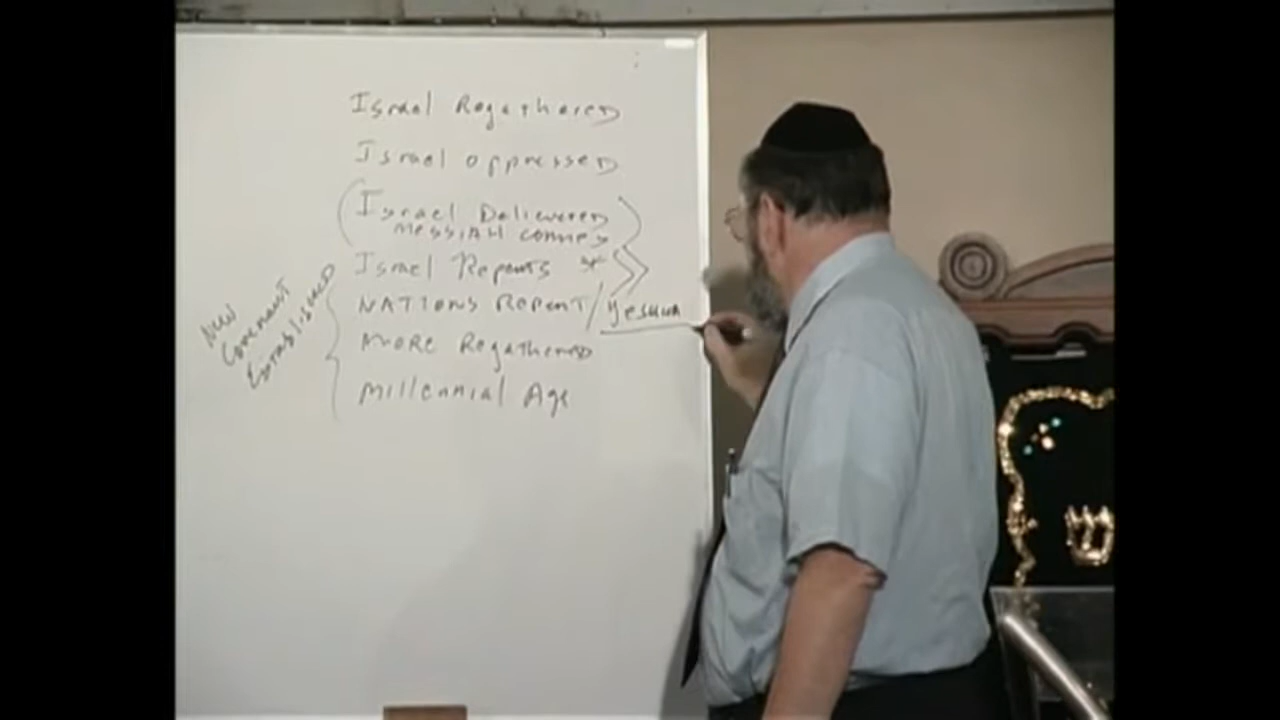 Israel Regathered
Israel oppressed
Israel Delivered
MESSIAH Comes
Israel Repents *
NATIONS Repent / Yeshua
MORE Regathered
Millennial Age
New
Covenant
Established
ש